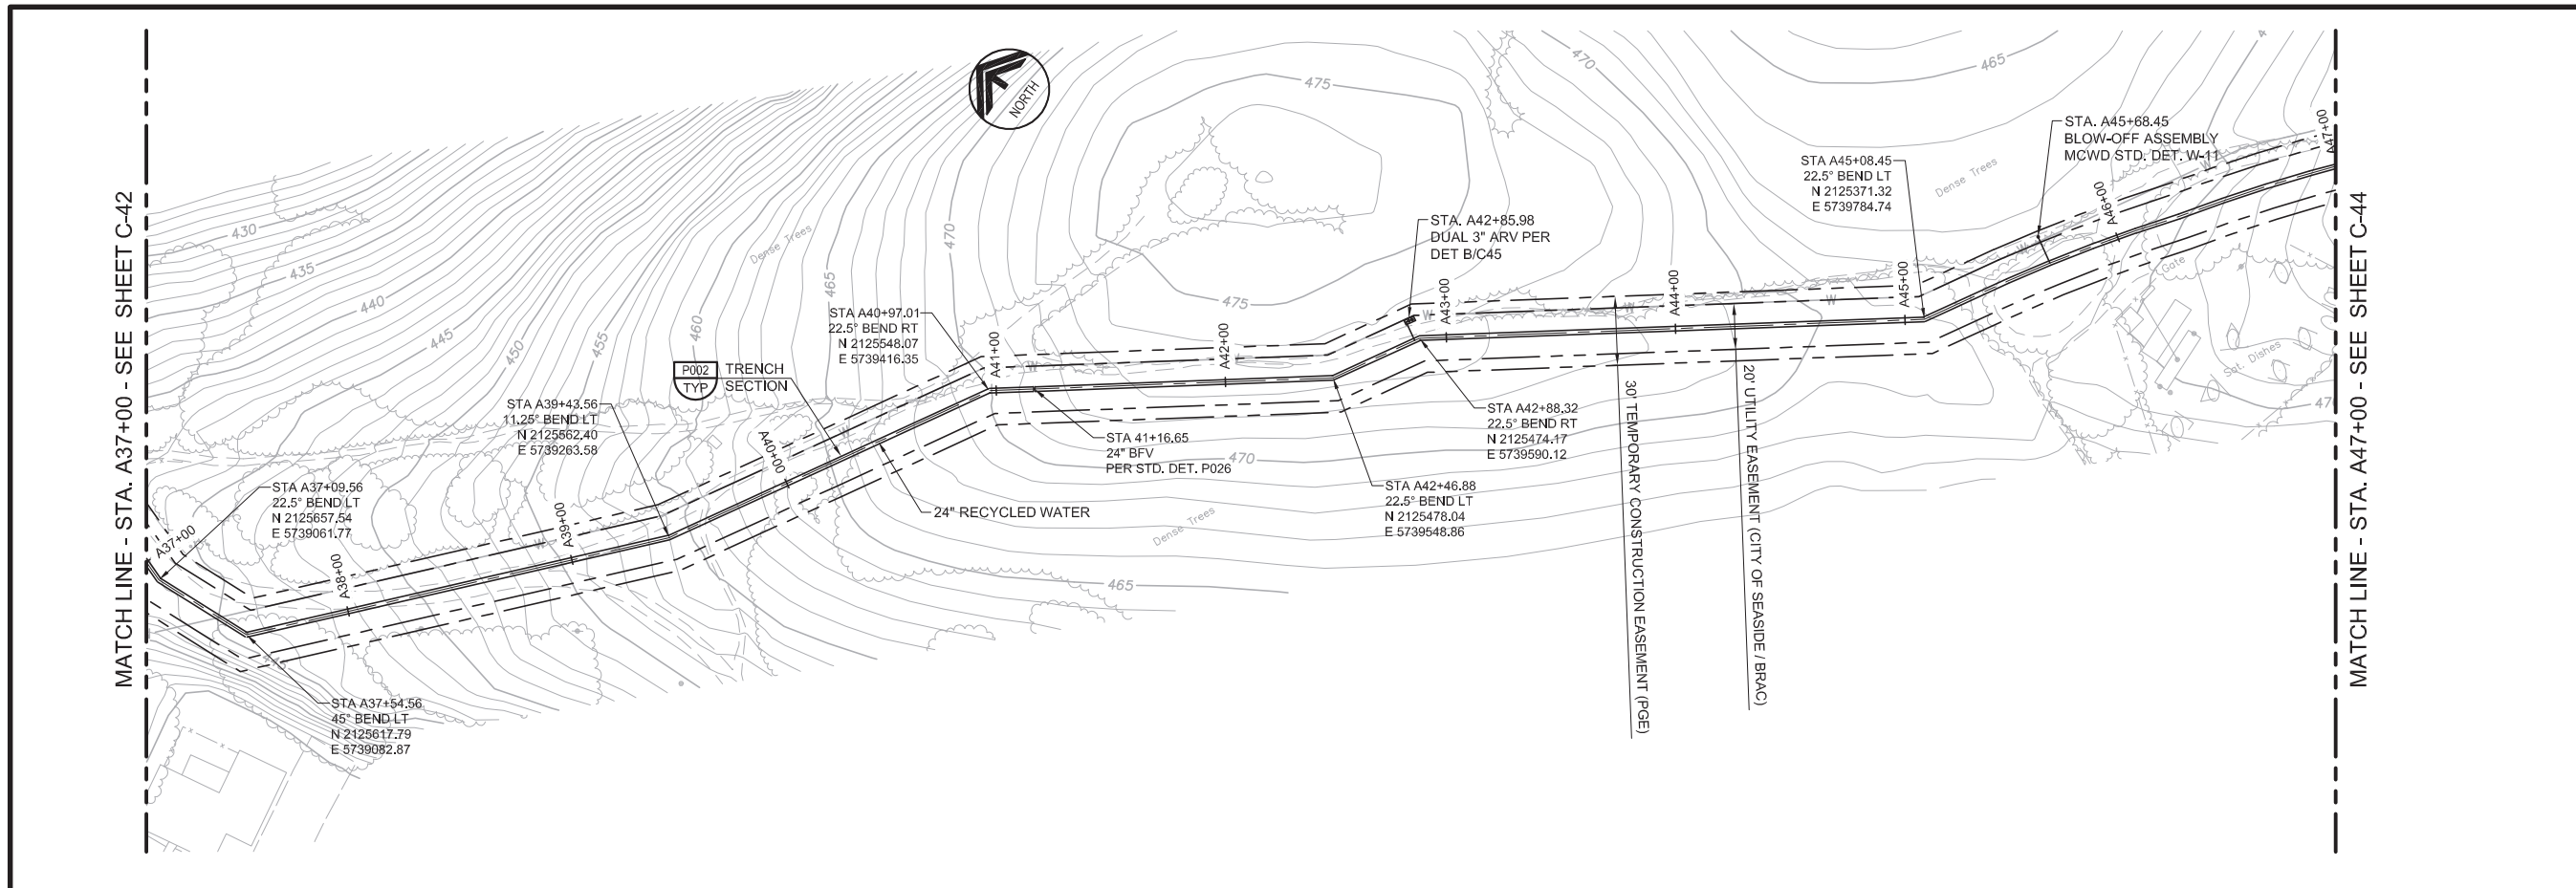 MATCH LINE - STA. A37+00 - SEE SHEET C-42
NORTH
430
435
440
445
450
455
460
465
470
475
475
470
465
470
465
470
Dense Trees
Dense Trees
Dense Trees
A37+00
STA A37+09.56
22.5° BEND LT
N 2125657.54
E 5739061.77
STA A37+54.56
45° BEND LT
N 2125617.79
E 5739082.87
A38+00
A39+00
W
STA A39+43.56
11.25° BEND LT
N 2125562.40
E 5739263.58
P002
TYP
TRENCH
SECTION
A40+00
W
24" RECYCLED WATER
STA A40+97.01
22.5° BEND RT
N 2125548.07
E 5739416.35
A41+00
W
STA 41+16.65
24" BFV
PER STD. DET. P026
A42+00
STA A42+46.88
22.5° BEND LT
N 2125478.04
E 5739548.86
STA. A42+85.98
DUAL 3" ARV PER
DET B/C45
W
A43+00
STA A42+88.32
22.5° BEND RT
N 2125474.17
E 5739590.12
W
A44+00
30' TEMPORARY CONSTRUCTION EASEMENT (PGE)
20' UTILITY EASEMENT (CITY OF SEASIDE / BRAC)
W
A45+00
STA A45+08.45
22.5° BEND LT
N 2125371.32
E 5739784.74
STA. A45+68.45
BLOW-OFF ASSEMBLY
MCWD STD. DET. W-11
W
A46+00
W
Gate
Sat. Dishes
A47+00
MATCH LINE - STA. A47+00 - SEE SHEET C-44